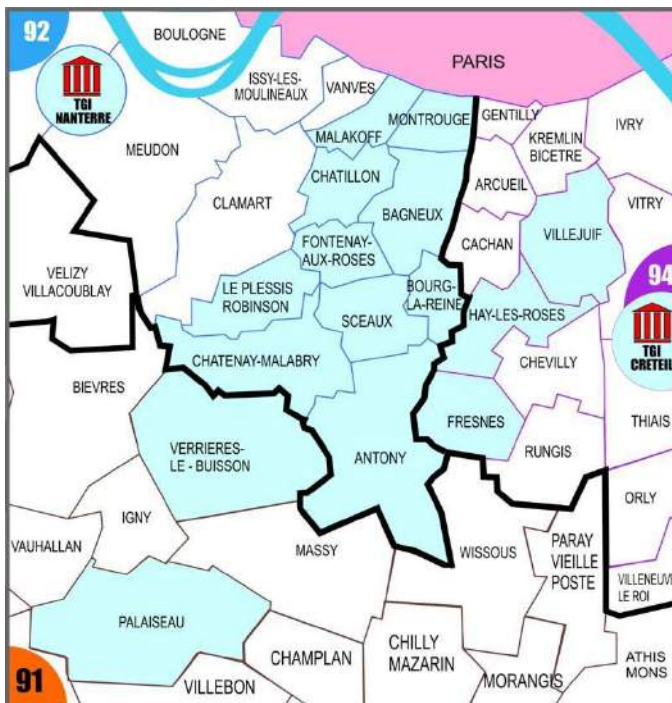 92
BOULOGNE
PARIS
TGI
NANTERRE
ISSY-LES-
MOULINEAUX
VANVES
MALAKOFF
MONTROUGE
GENTILLY
KREMLIN
BICETRE
IVRY
MEUDON
CLAMART
CHATILLON
BAGNEUX
ARCUEIL
VITRY
VELIZY
VILLACOUBLAY
FONTENAY-
AUX-ROSES
CACHAN
VILLEJUIF
LE PLESSIS
ROBINSON
BOURG-
LA-REINE
94
SCEAUX
HAY-LES-ROSES
TGI
CRETEIL
CHATENAY-MALABRY
CHEVILLY
BIEVRES
FRESNES
THIAIS
VERRIERES-
LE - BUISSON
ANTONY
RUNGIS
IGNY
ORLY
VAUHALLAN
MASSY
WISSOUS
PARAY
VIEILLE
POSTE
VILLENEUV
LE ROI
PALAISEAU
CHAMPLAN
CHILLY
MAZARIN
ATHIS
MONS
91
VILLEBON
MORANGIS